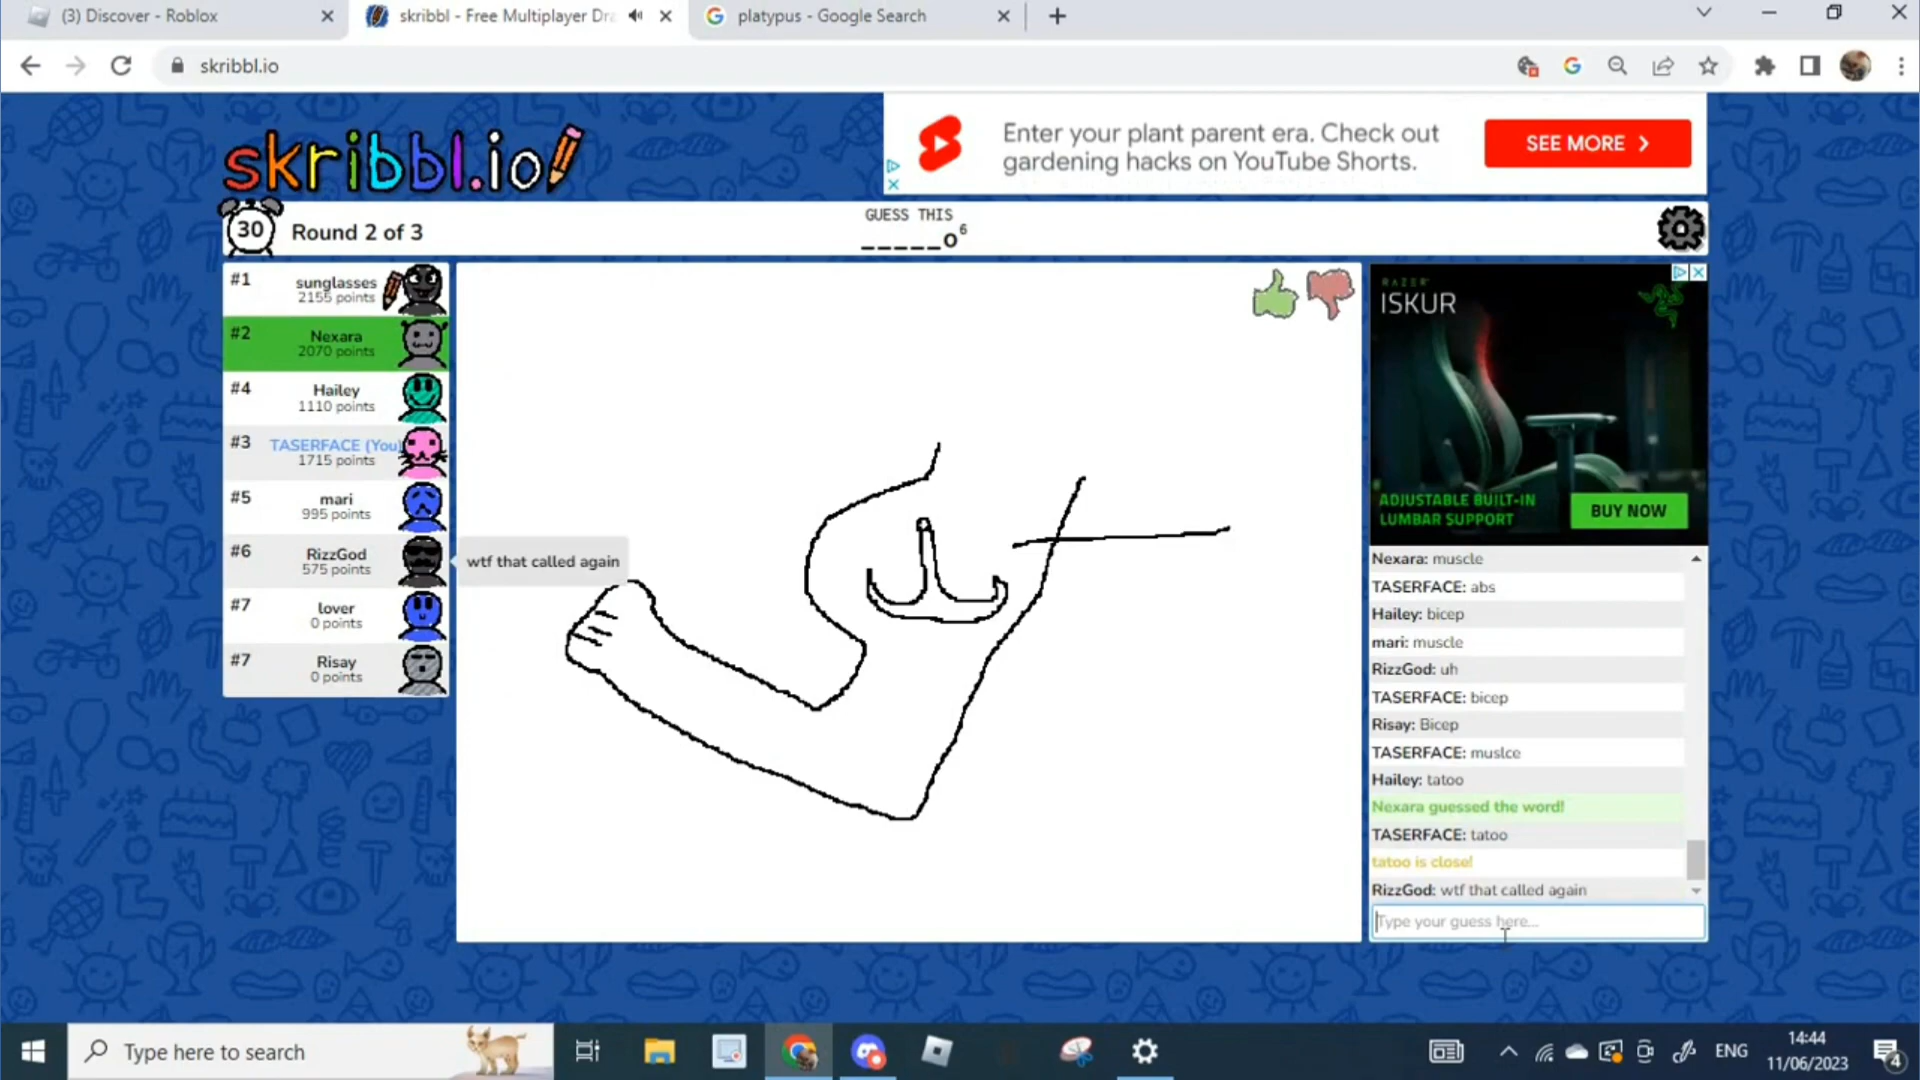 (3) Discover - Roblox
skribbl - Free Multiplayer Dra
platypus - Google Search
skribbl.io
skribbl.io
Enter your plant parent era. Check out
gardening hacks on YouTube Shorts.
SEE MORE
30
Round 2 of 3
GUESS THIS
_____o6
#1
sunglasses
2155 points
#2
Nexara
2070 points
#4
Hailey
1110 points
#3
TASERFACE (You)
1715 points
#5
mari
995 points
#6
RizzGod
575 points
wtf that called again
#7
lover
0 points
#7
Risay
0 points
RAZER
ISKUR
ADJUSTABLE BUILT-IN
LUMBAR SUPPORT
BUY NOW
Nexara: muscle
TASERFACE: abs
Hailey: bicep
mari: muscle
RizzGod: uh
TASERFACE: bicep
Risay: Bicep
TASERFACE: muslce
Hailey: tatoo
Nexara guessed the word!
TASERFACE: tatoo
tatoo is close!
RizzGod: wtf that called again
Type your guess here...
Type here to search
ENG
14:44
11/06/2023
4